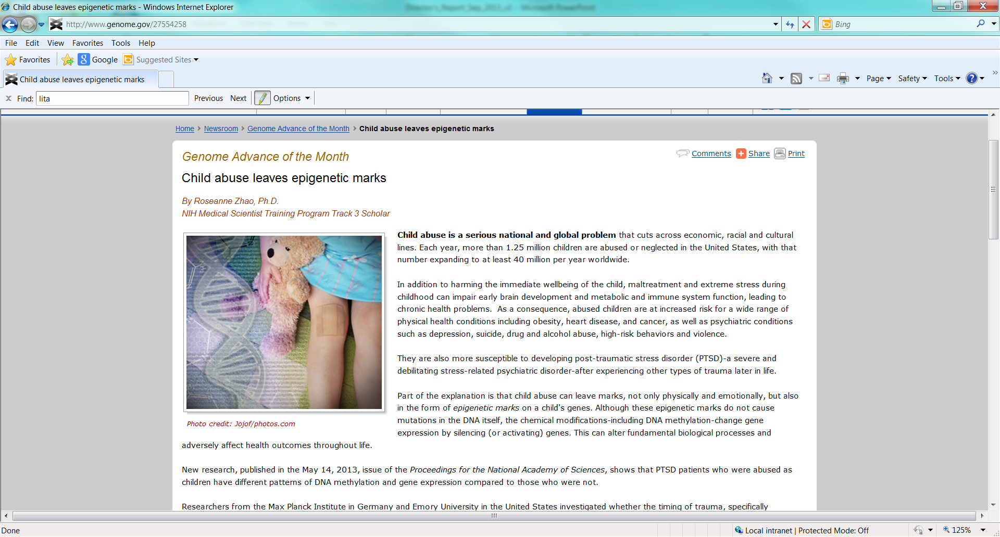 Child abuse leaves epigenetic marks - Windows Internet Explorer
Director's_Report_Sep_2013_v3 - Microsoft PowerPoint
http://www.genome.gov/27554258
Bing
File Edit View Favorites Tools Help
Favorites Google Suggested Sites
Child abuse leaves epigenetic marks
Page Safety Tools
Find: lita Previous Next Options
Home Newsroom Genome Advance of the Month Child abuse leaves epigenetic marks
Genome Advance of the Month
Comments Share Print
Child abuse leaves epigenetic marks
By Roseanne Zhao, Ph.D.
NIH Medical Scientist Training Program Track 3 Scholar
Child abuse is a serious national and global problem that cuts across economic, racial and cultural
lines. Each year, more than 1.25 million children are abused or neglected in the United States, with that
number expanding to at least 40 million per year worldwide.
In addition to harming the immediate wellbeing of the child, maltreatment and extreme stress during
childhood can impair early brain development and metabolic and immune system function, leading to
chronic health problems. As a consequence, abused children are at increased risk for a wide range of
physical health conditions including obesity, heart disease, and cancer, as well as psychiatric conditions
such as depression, suicide, drug and alcohol abuse, high-risk behaviors and violence.
They are also more susceptible to developing post-traumatic stress disorder (PTSD)-a severe and
debilitating stress-related psychiatric disorder-after experiencing other types of trauma later in life.
Part of the explanation is that child abuse can leave marks, not only physically and emotionally, but also
in the form of epigenetic marks on a child's genes. Although these epigenetic marks do not cause
mutations in the DNA itself, the chemical modifications-including DNA methylation-change gene
expression by silencing (or activating) genes. This can alter fundamental biological processes and
adversely affect health outcomes throughout life.
Photo credit: Jojof/photos.com
New research, published in the May 14, 2013, issue of the Proceedings for the National Academy of Sciences, shows that PTSD patients who were abused as
children have different patterns of DNA methylation and gene expression compared to those who were not.
Researchers from the Max Planck Institute in Germany and Emory University in the United States investigated whether the timing of trauma, specifically
Done
Local intranet | Protected Mode: Off
125%